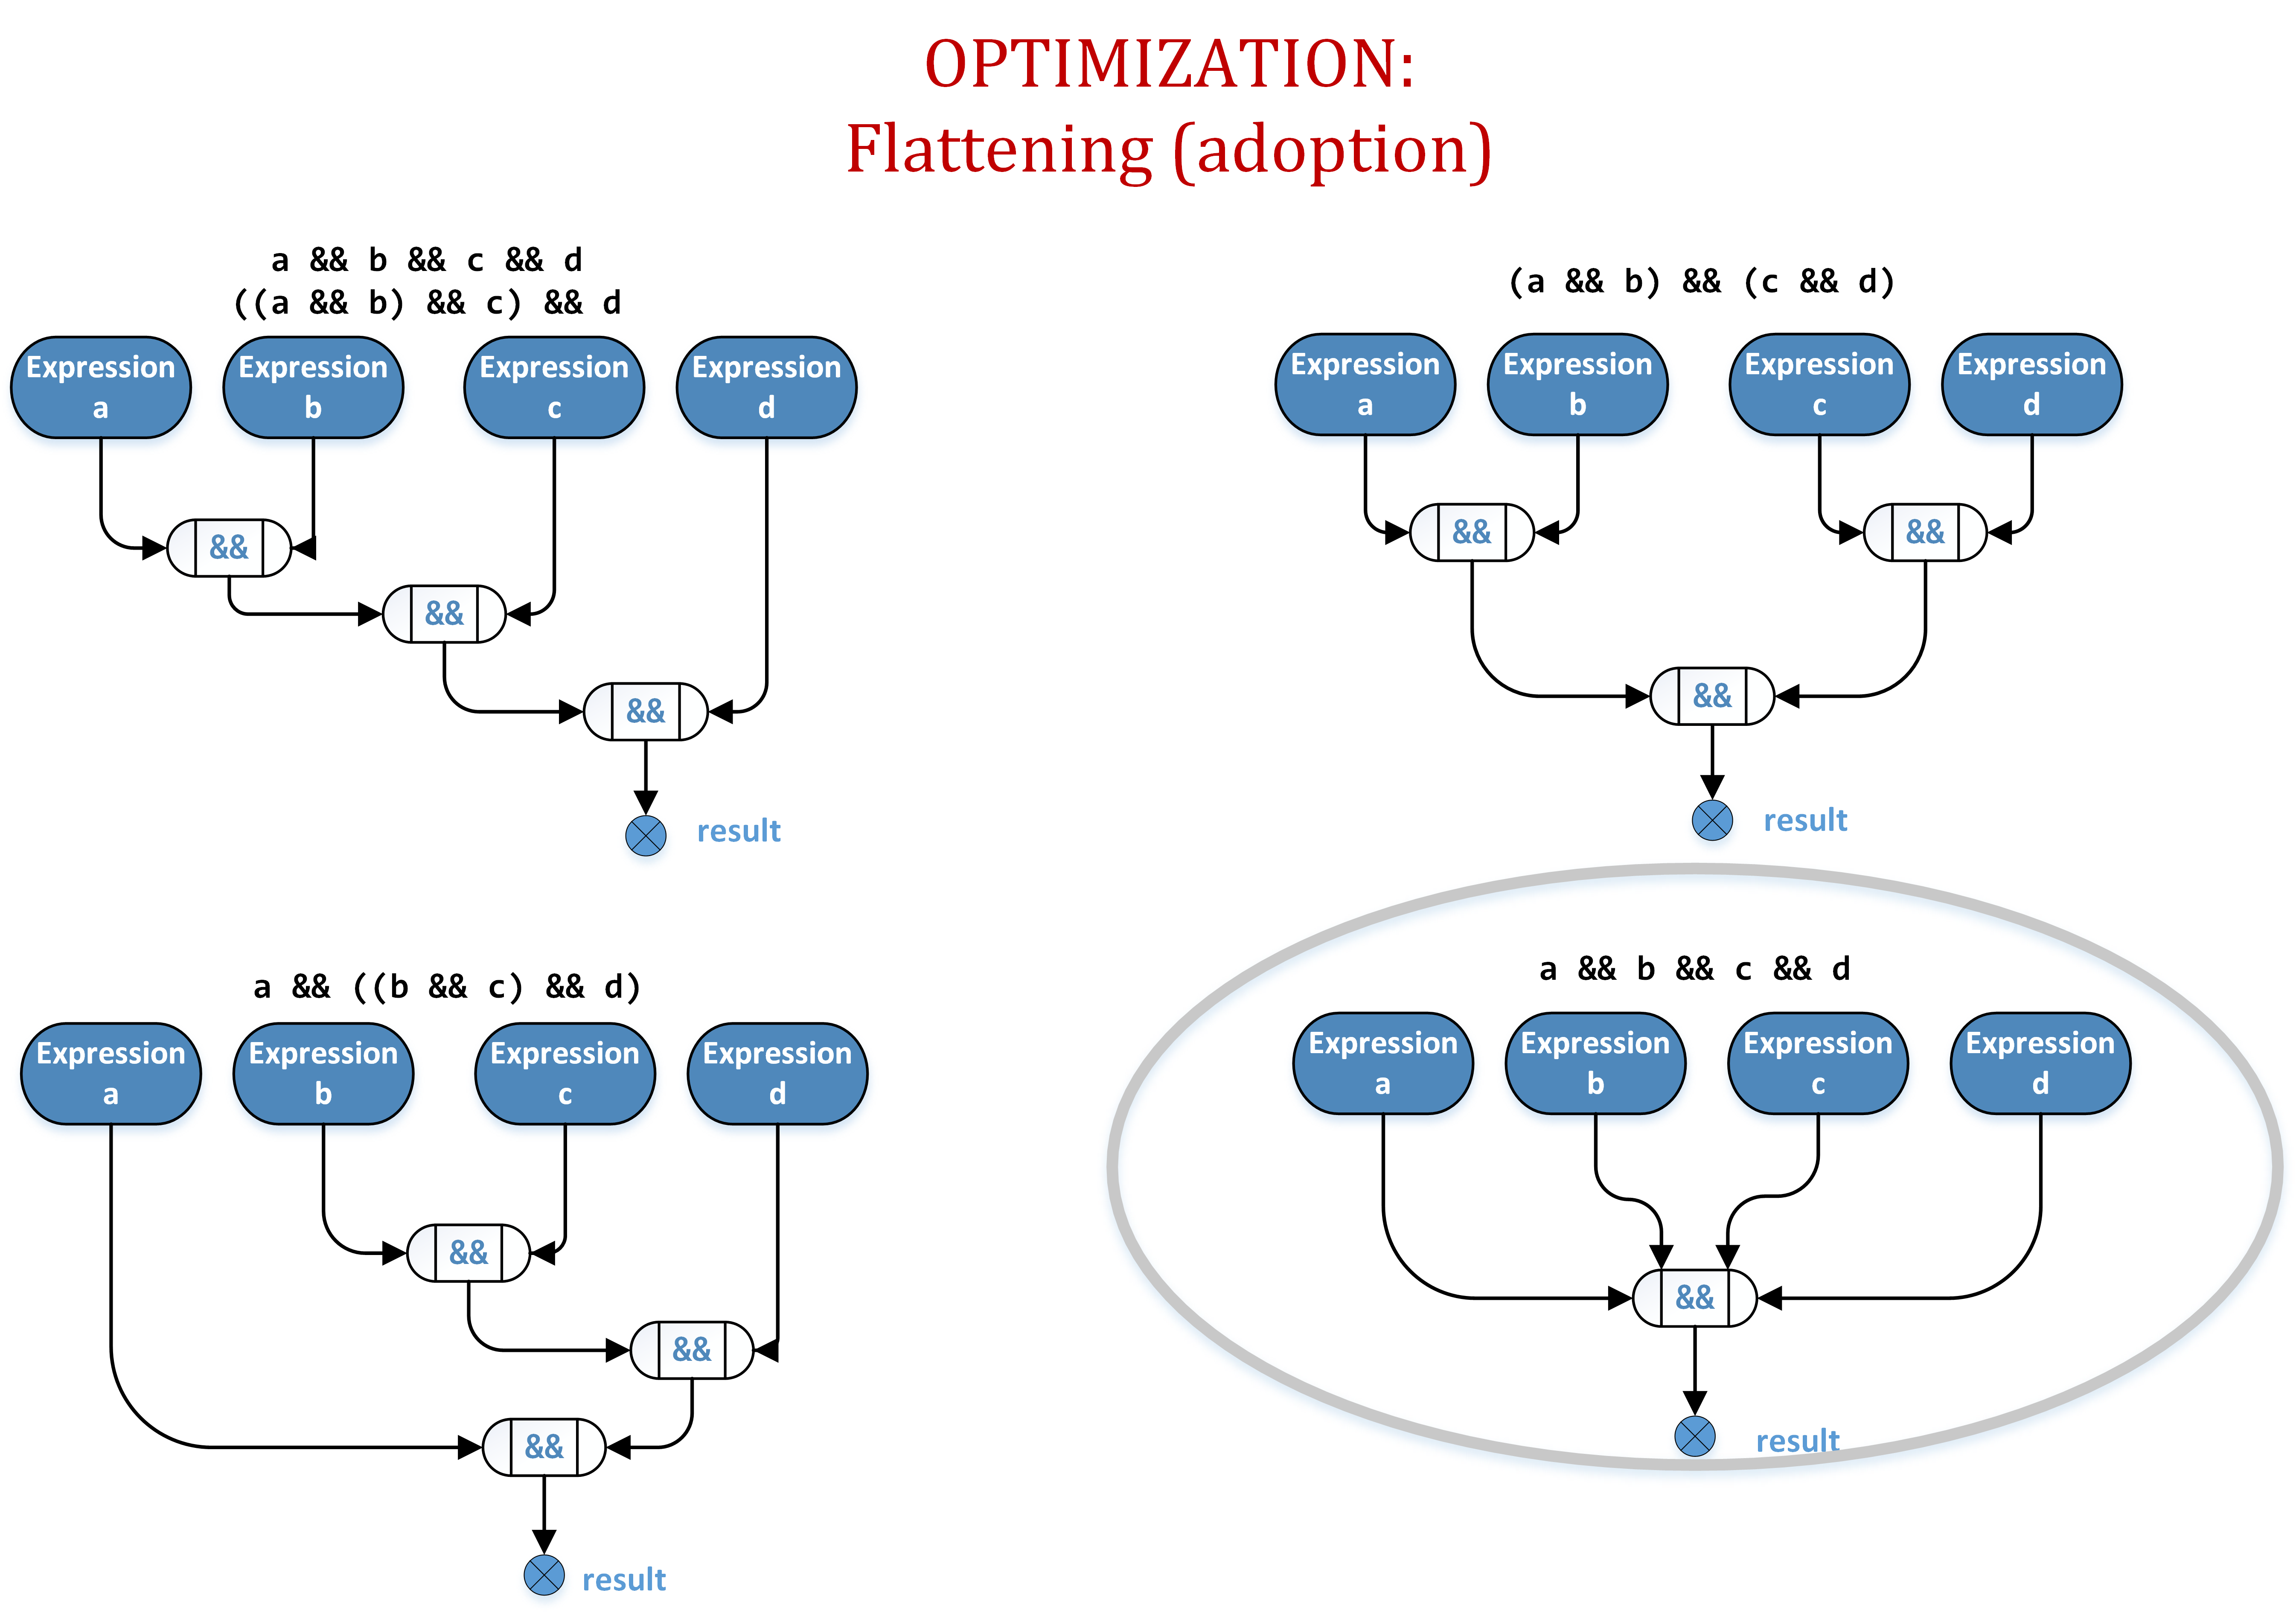 OPTIMIZATION:
Flattening (adoption)
a && b && c && d
((a && b) && c) && d
Expression
a
Expression
b
Expression
c
Expression
d
&&
&&
&&
result
(a && b) && (c && d)
Expression
a
Expression
b
Expression
c
Expression
d
&&
&&
&&
result
a && ((b && c) && d)
Expression
a
Expression
b
Expression
c
Expression
d
&&
&&
&&
result
a && b && c && d
Expression
a
Expression
b
Expression
c
Expression
d
&&
result